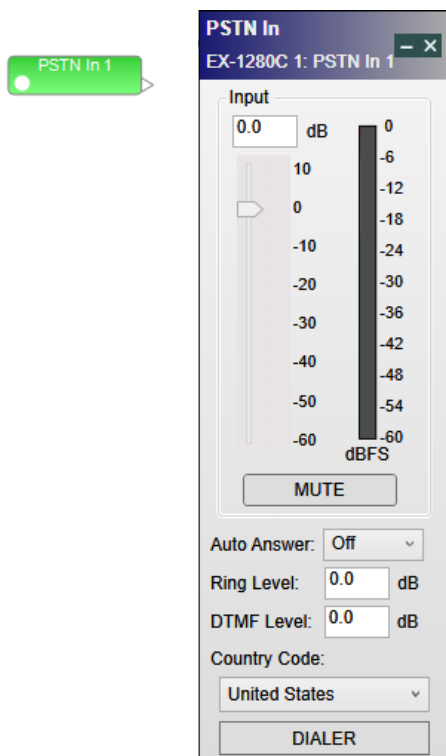 PSTN In 1
PSTN In
EX-1280C 1: PSTN In 1
Input
0.0 dB
0
-6
-12
-18
-24
-30
-36
-42
-48
-54
-60
10
0
-10
-20
-30
-40
-50
-60
dBFS
MUTE
Auto Answer: Off
Ring Level: 0.0 dB
DTMF Level: 0.0 dB
Country Code:
United States
DIALER